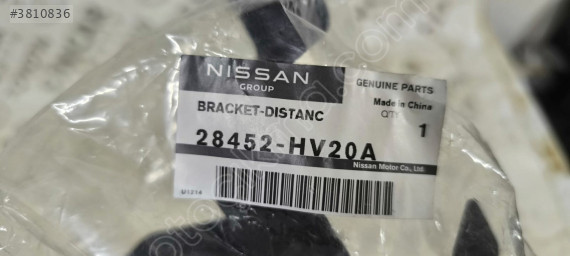 #3810836
NISSAN
GROUP
GENUINE PARTS
BRACKET-DISTANC
Made in China
QTY
1
28452-HV20A
Nissan Motor Co., Ltd.